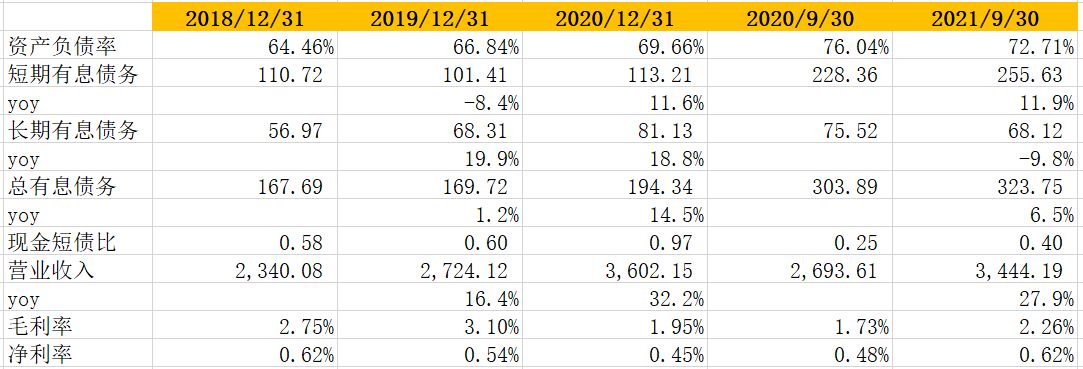 2018/12/31 2019/12/31 2020/12/31 2020/9/30 2021/9/30
资产负债率 64.46% 66.84% 69.66% 76.04% 72.71%
短期有息债务 110.72 101.41 113.21 228.36 255.63
yoy -8.4% 11.6% 11.9%
长期有息债务 56.97 68.31 81.13 75.52 68.12
yoy 19.9% 18.8% -9.8%
总有息债务 167.69 169.72 194.34 303.89 323.75
yoy 1.2% 14.5% 6.5%
现金短债比 0.58 0.60 0.97 0.25 0.40
营业收入 2,340.08 2,724.12 3,602.15 2,693.61 3,444.19
yoy 16.4% 32.2% 27.9%
毛利率 2.75% 3.10% 1.95% 1.73% 2.26%
净利率 0.62% 0.54% 0.45% 0.48% 0.62%